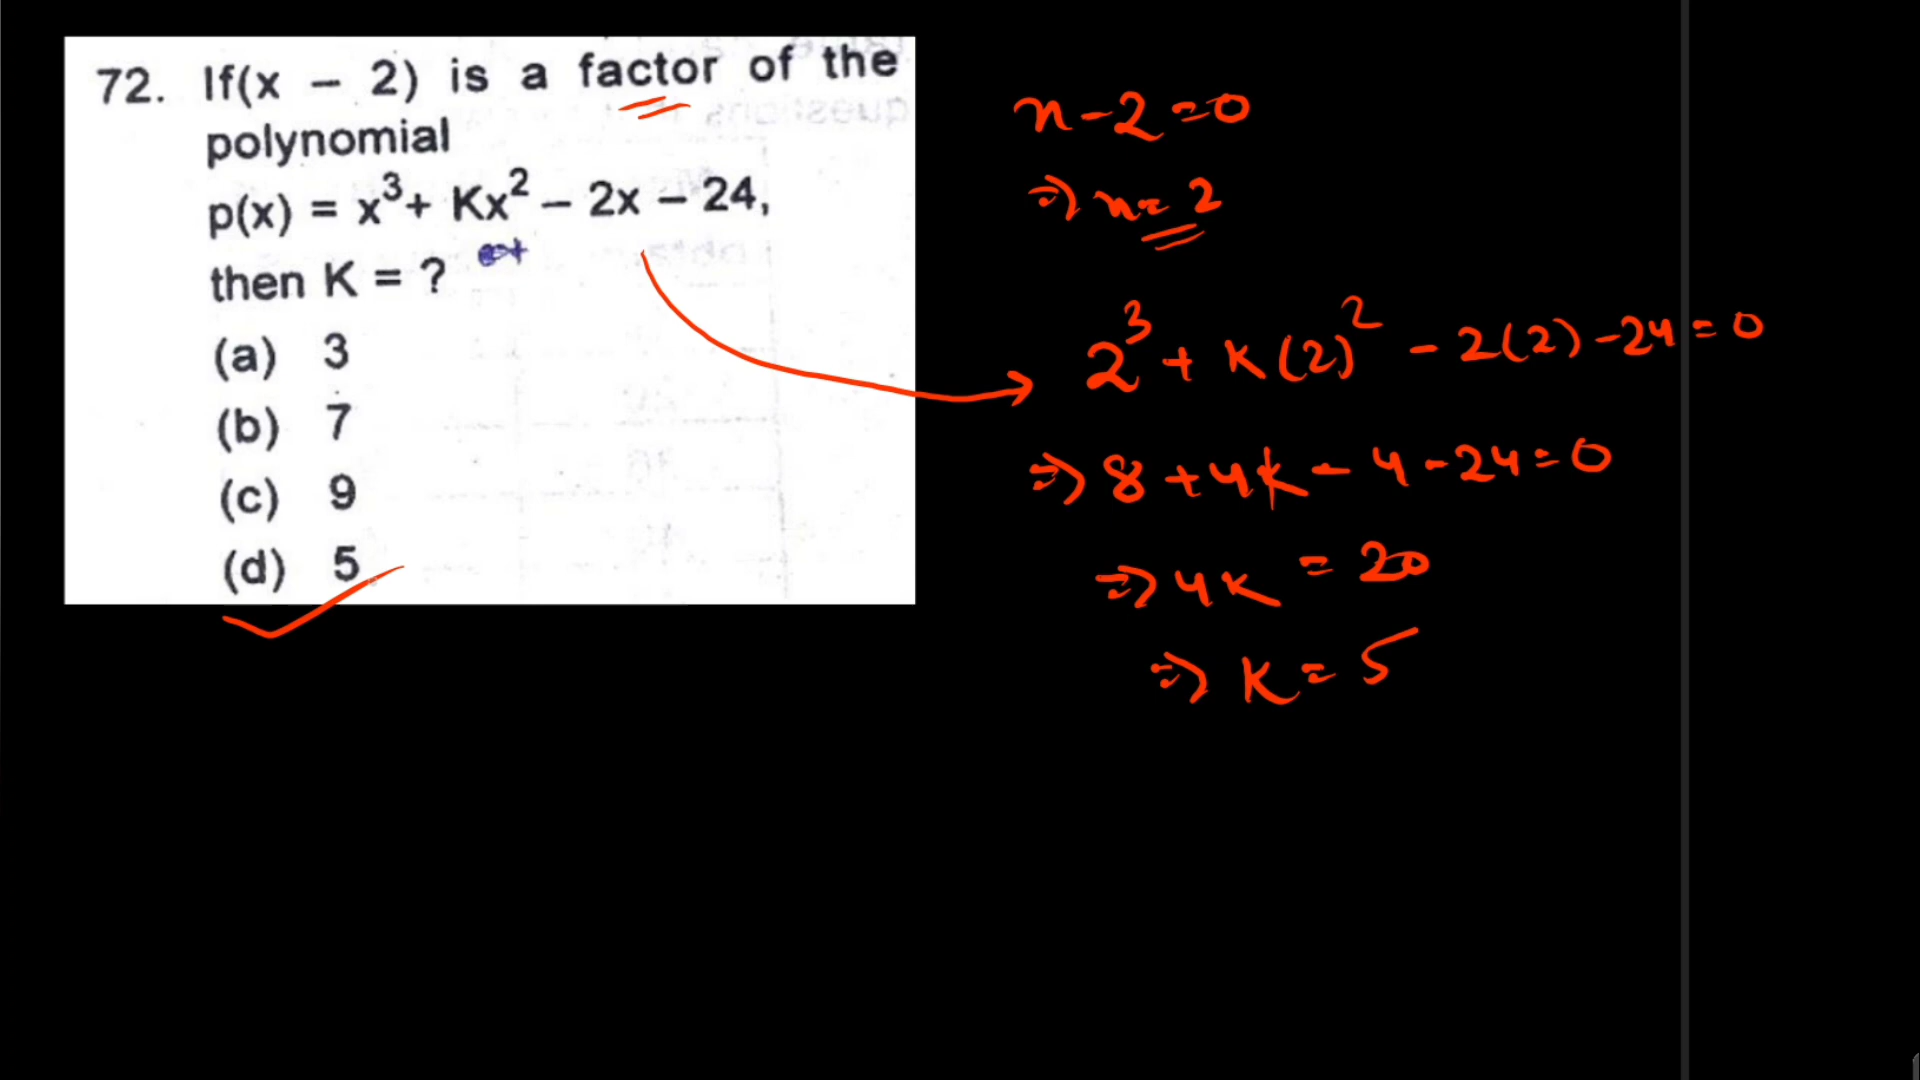 72. If(x – 2) is a factor of the
polynomial
p(x) = x³+ Kx² – 2x – 24,
then K = ?
(a) 3
(b) 7
(c) 9
(d) 5
x-2=0
⇒ x= 2
2³ + k(2)² - 2(2) -24 = 0
⇒ 8 +4k - 4 -24=0
⇒ 4k = 20
⇒ k = 5